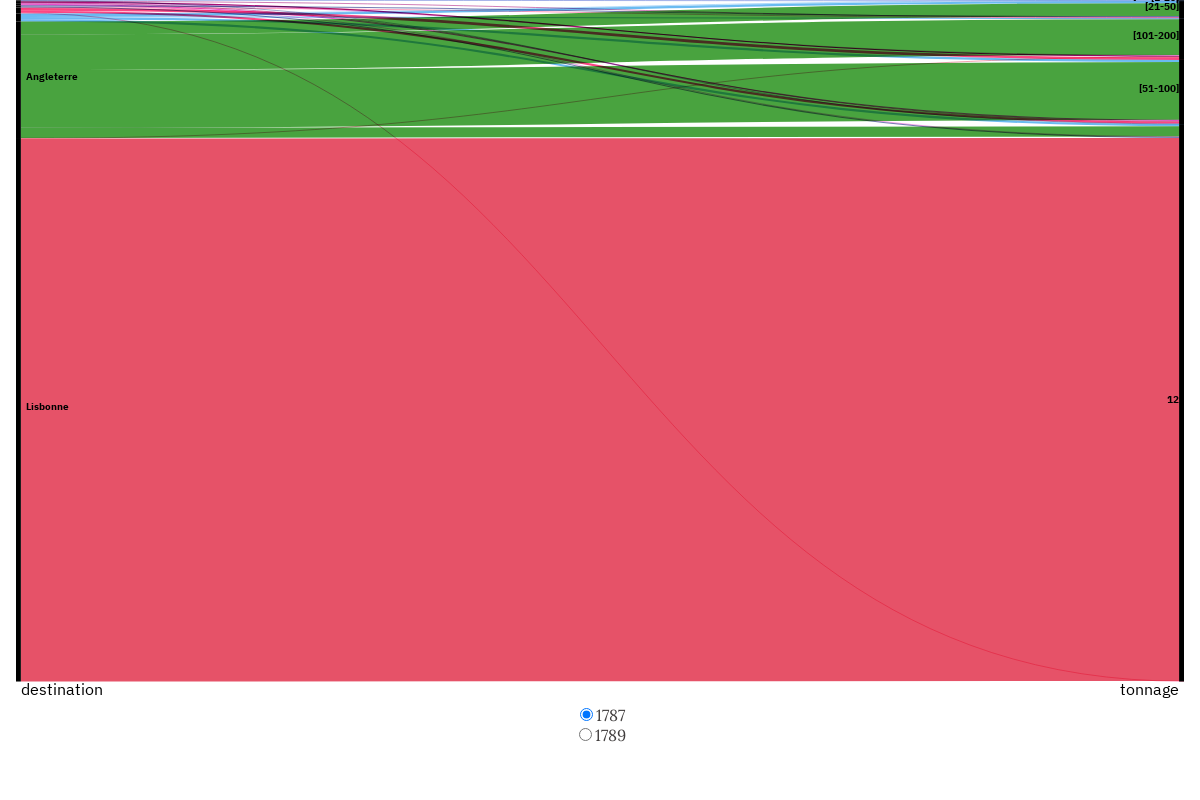 [21-50]
[101-200]
Angleterre
[51-100]
12
Lisbonne
destination
tonnage
1787
1789